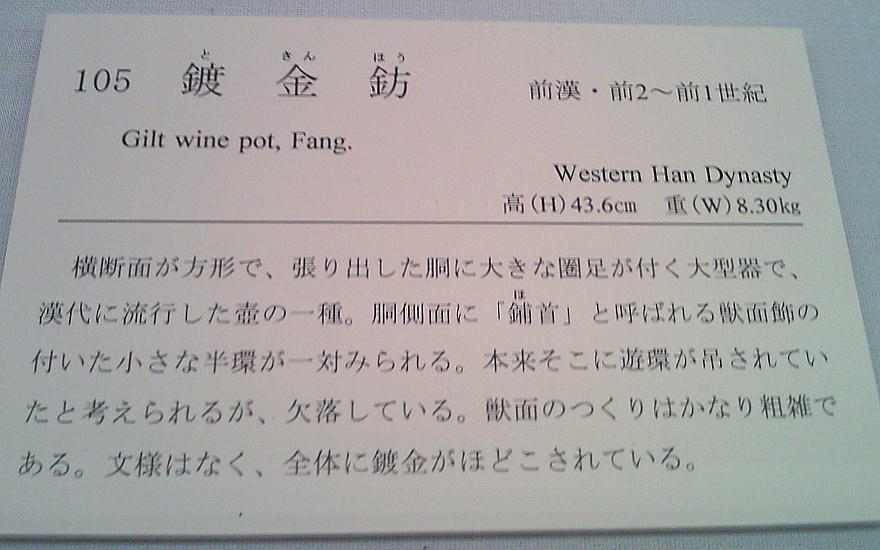 と きん ほう
105 鍍 金 鈁 前漢・前2～前1世紀
Gilt wine pot, Fang.
Western Han Dynasty
高(H)43.6cm 重(W)8.30kg
横断面が方形で、張り出した胴に大きな圏足が付く大型器で、
ほ
漢代に流行した壺の一種。胴側面に「鋪首」と呼ばれる獣面飾の
付いた小さな半環が一対みられる。本来そこに遊環が吊されてい
たと考えられるが、欠落している。獣面のつくりはかなり粗雑で
ある。文様はなく、全体に鍍金がほどこされている。